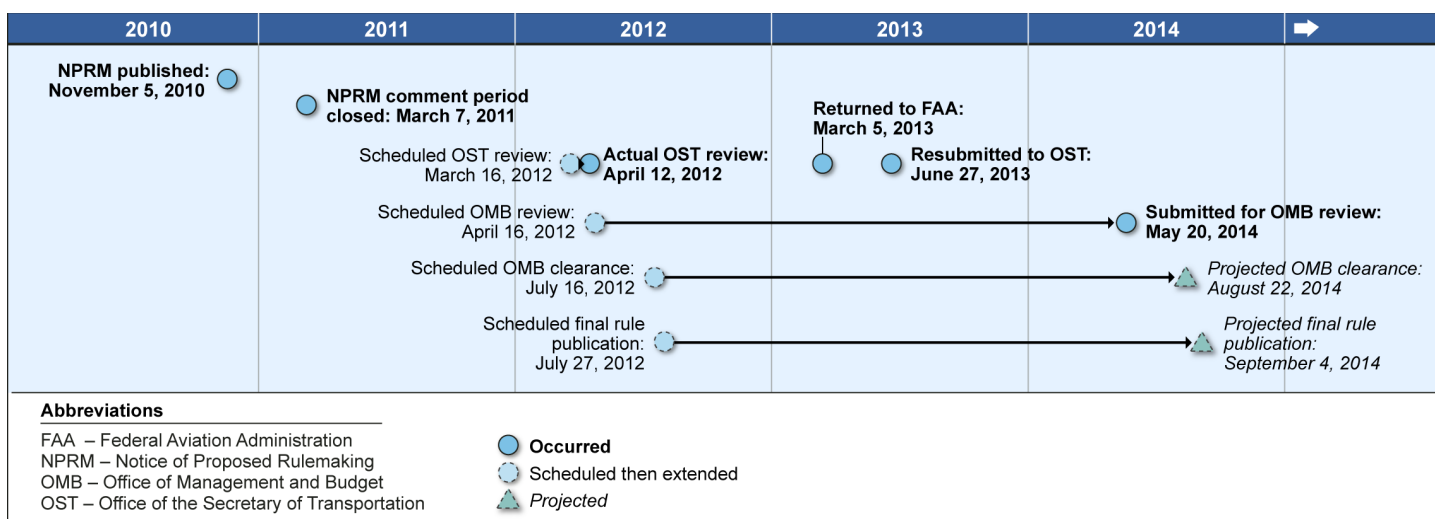 2010 2011 2012 2013 2014
NPRM published:
November 5, 2010
NPRM comment period
closed: March 7, 2011
Scheduled OST review:
March 16, 2012
Actual OST review:
April 12, 2012
Returned to FAA:
March 5, 2013
Resubmitted to OST:
June 27, 2013
Scheduled OMB review:
April 16, 2012
Submitted for OMB review:
May 20, 2014
Scheduled OMB clearance:
July 16, 2012
Projected OMB clearance:
August 22, 2014
Scheduled final rule
publication:
July 27, 2012
Projected final rule
publication:
September 4, 2014
Abbreviations
FAA – Federal Aviation Administration
NPRM – Notice of Proposed Rulemaking
OMB – Office of Management and Budget
OST – Office of the Secretary of Transportation
Occurred
Scheduled then extended
Projected